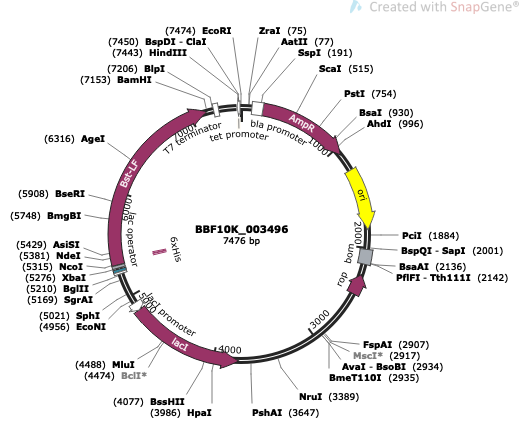 Created with SnapGene®
(7474) EcoRI
(7450) BspDI - ClaI
(7443) HindIII
(7206) BlpI
(7153) BamHI
(6316) AgeI
(5908) BseRI
(5748) BmgBI
(5429) AsiSI
(5381) NdeI
(5315) NcoI
(5276) XbaI
(5210) BglII
(5169) SgrAI
(5021) SphI
(4956) EcoNI
(4488) MluI
(4474) BclI*
(4077) BssHII
(3986) HpaI
ZraI (75)
AatII (77)
SspI (191)
ScaI (515)
PstI (754)
BsaI (930)
AhdI (996)
PciI (1884)
BspQI - SapI (2001)
BsaAI (2136)
PflFI - Tth111I (2142)
FspAI (2907)
MscI* (2917)
AvaI - BsoBI (2934)
BmeT110I (2935)
NruI (3389)
PshAI (3647)
T7 terminator
tet promoter
bla promoter
AmpR
ori
bom
rop
lacI
lacI promoter
lac operator
Bst-LF
6xHis
1000
2000
3000
4000
5000
6000
7000
BBF10K_003496
7476 bp